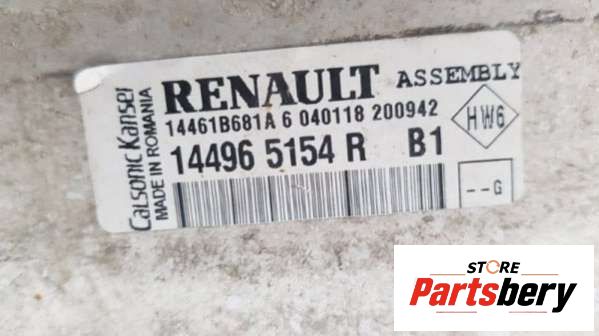 RENAULT ASSEMBLY
14461B681A 6 040118 200942
14496 5154 R B1
HW6
--G
Calsonic Kansei
MADE IN ROMANIA
STORE
Partsbery